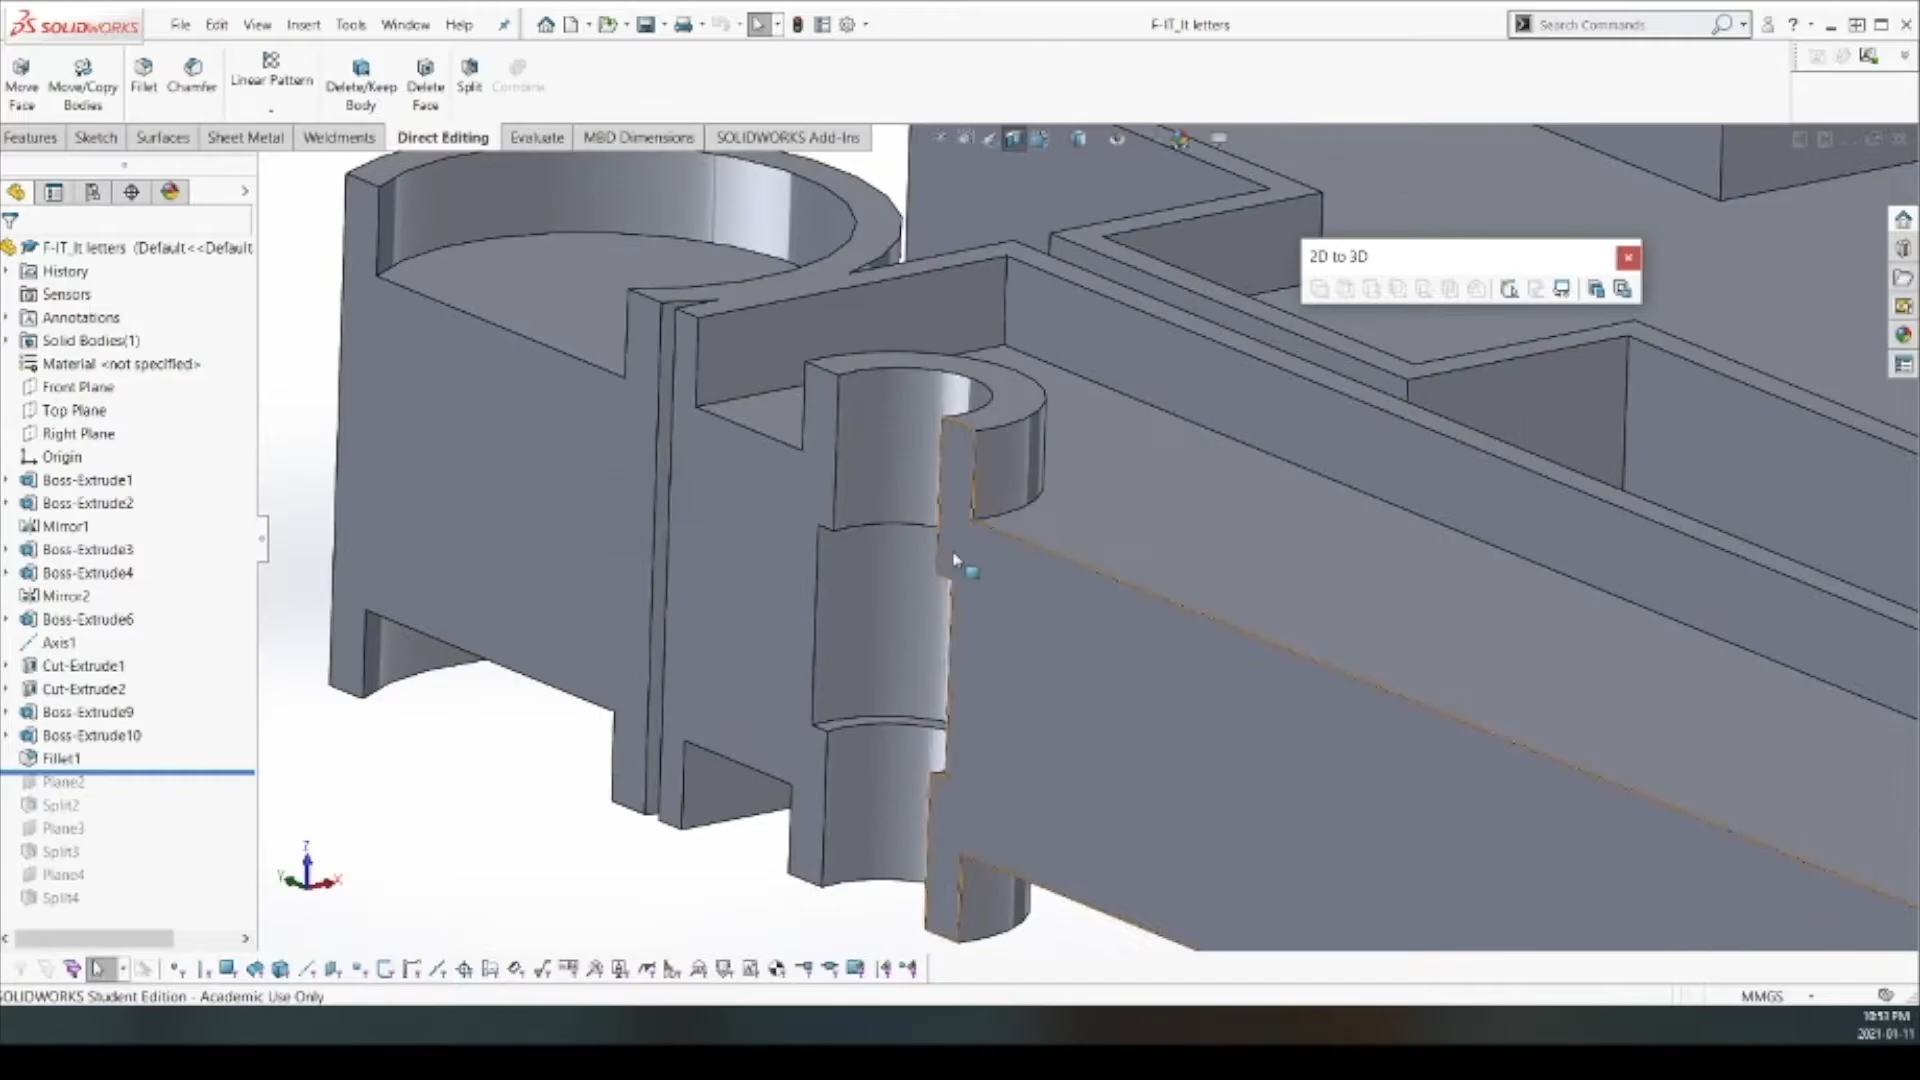 SOLIDWORKS File Edit View Insert Tools Window Help F-IT_lt letters Search Commands
Move Face Move/Copy Bodies Fillet Chamfer Linear Pattern Delete/Keep Body Delete Face Split Combine
Features Sketch Surfaces Sheet Metal Weldments Direct Editing Evaluate MBD Dimensions SOLIDWORKS Add-Ins
2D to 3D
F-IT_lt letters (Default<<Default
History
Sensors
Annotations
Solid Bodies(1)
Material <not specified>
Front Plane
Top Plane
Right Plane
Origin
Boss-Extrude1
Boss-Extrude2
Mirror1
Boss-Extrude3
Boss-Extrude4
Mirror2
Boss-Extrude6
Axis1
Cut-Extrude1
Cut-Extrude2
Boss-Extrude9
Boss-Extrude10
Fillet1
Plane2
Split2
Plane3
Split3
Plane4
Split4
Z
Y X
SOLIDWORKS Student Edition - Academic Use Only MMGS
10:53 PM
2021-01-11